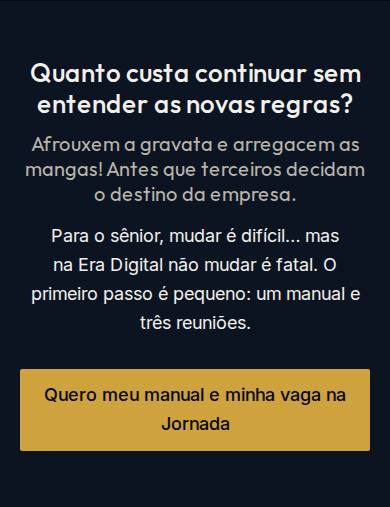 Quanto custa continuar sem
entender as novas regras?
Afrouxem a gravata e arregacem as
mangas! Antes que terceiros decidam
o destino da empresa.
Para o sênior, mudar é difícil... mas
na Era Digital não mudar é fatal. O
primeiro passo é pequeno: um manual e
três reuniões.
Quero meu manual e minha vaga na
Jornada